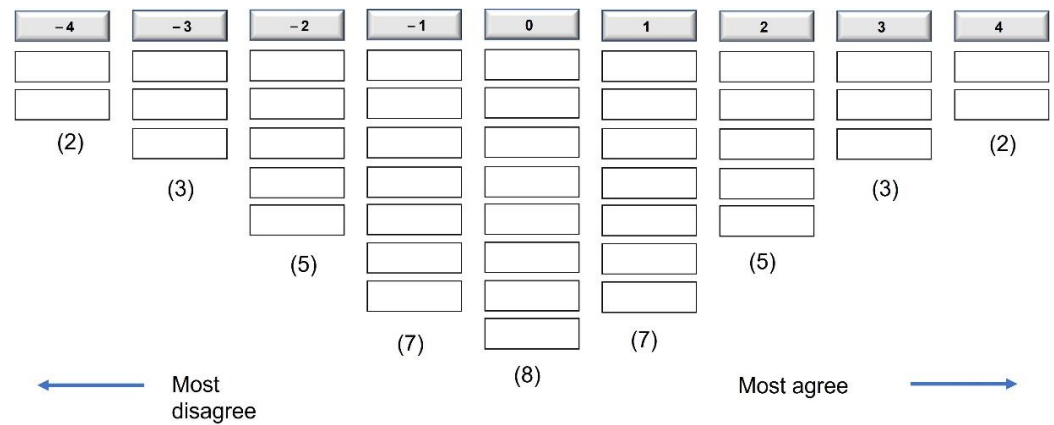 – 4 – 3 – 2 – 1 0 1 2 3 4
(2) (2)
(3) (3)
(5) (5)
(7) (7)
(8)
Most disagree
Most agree